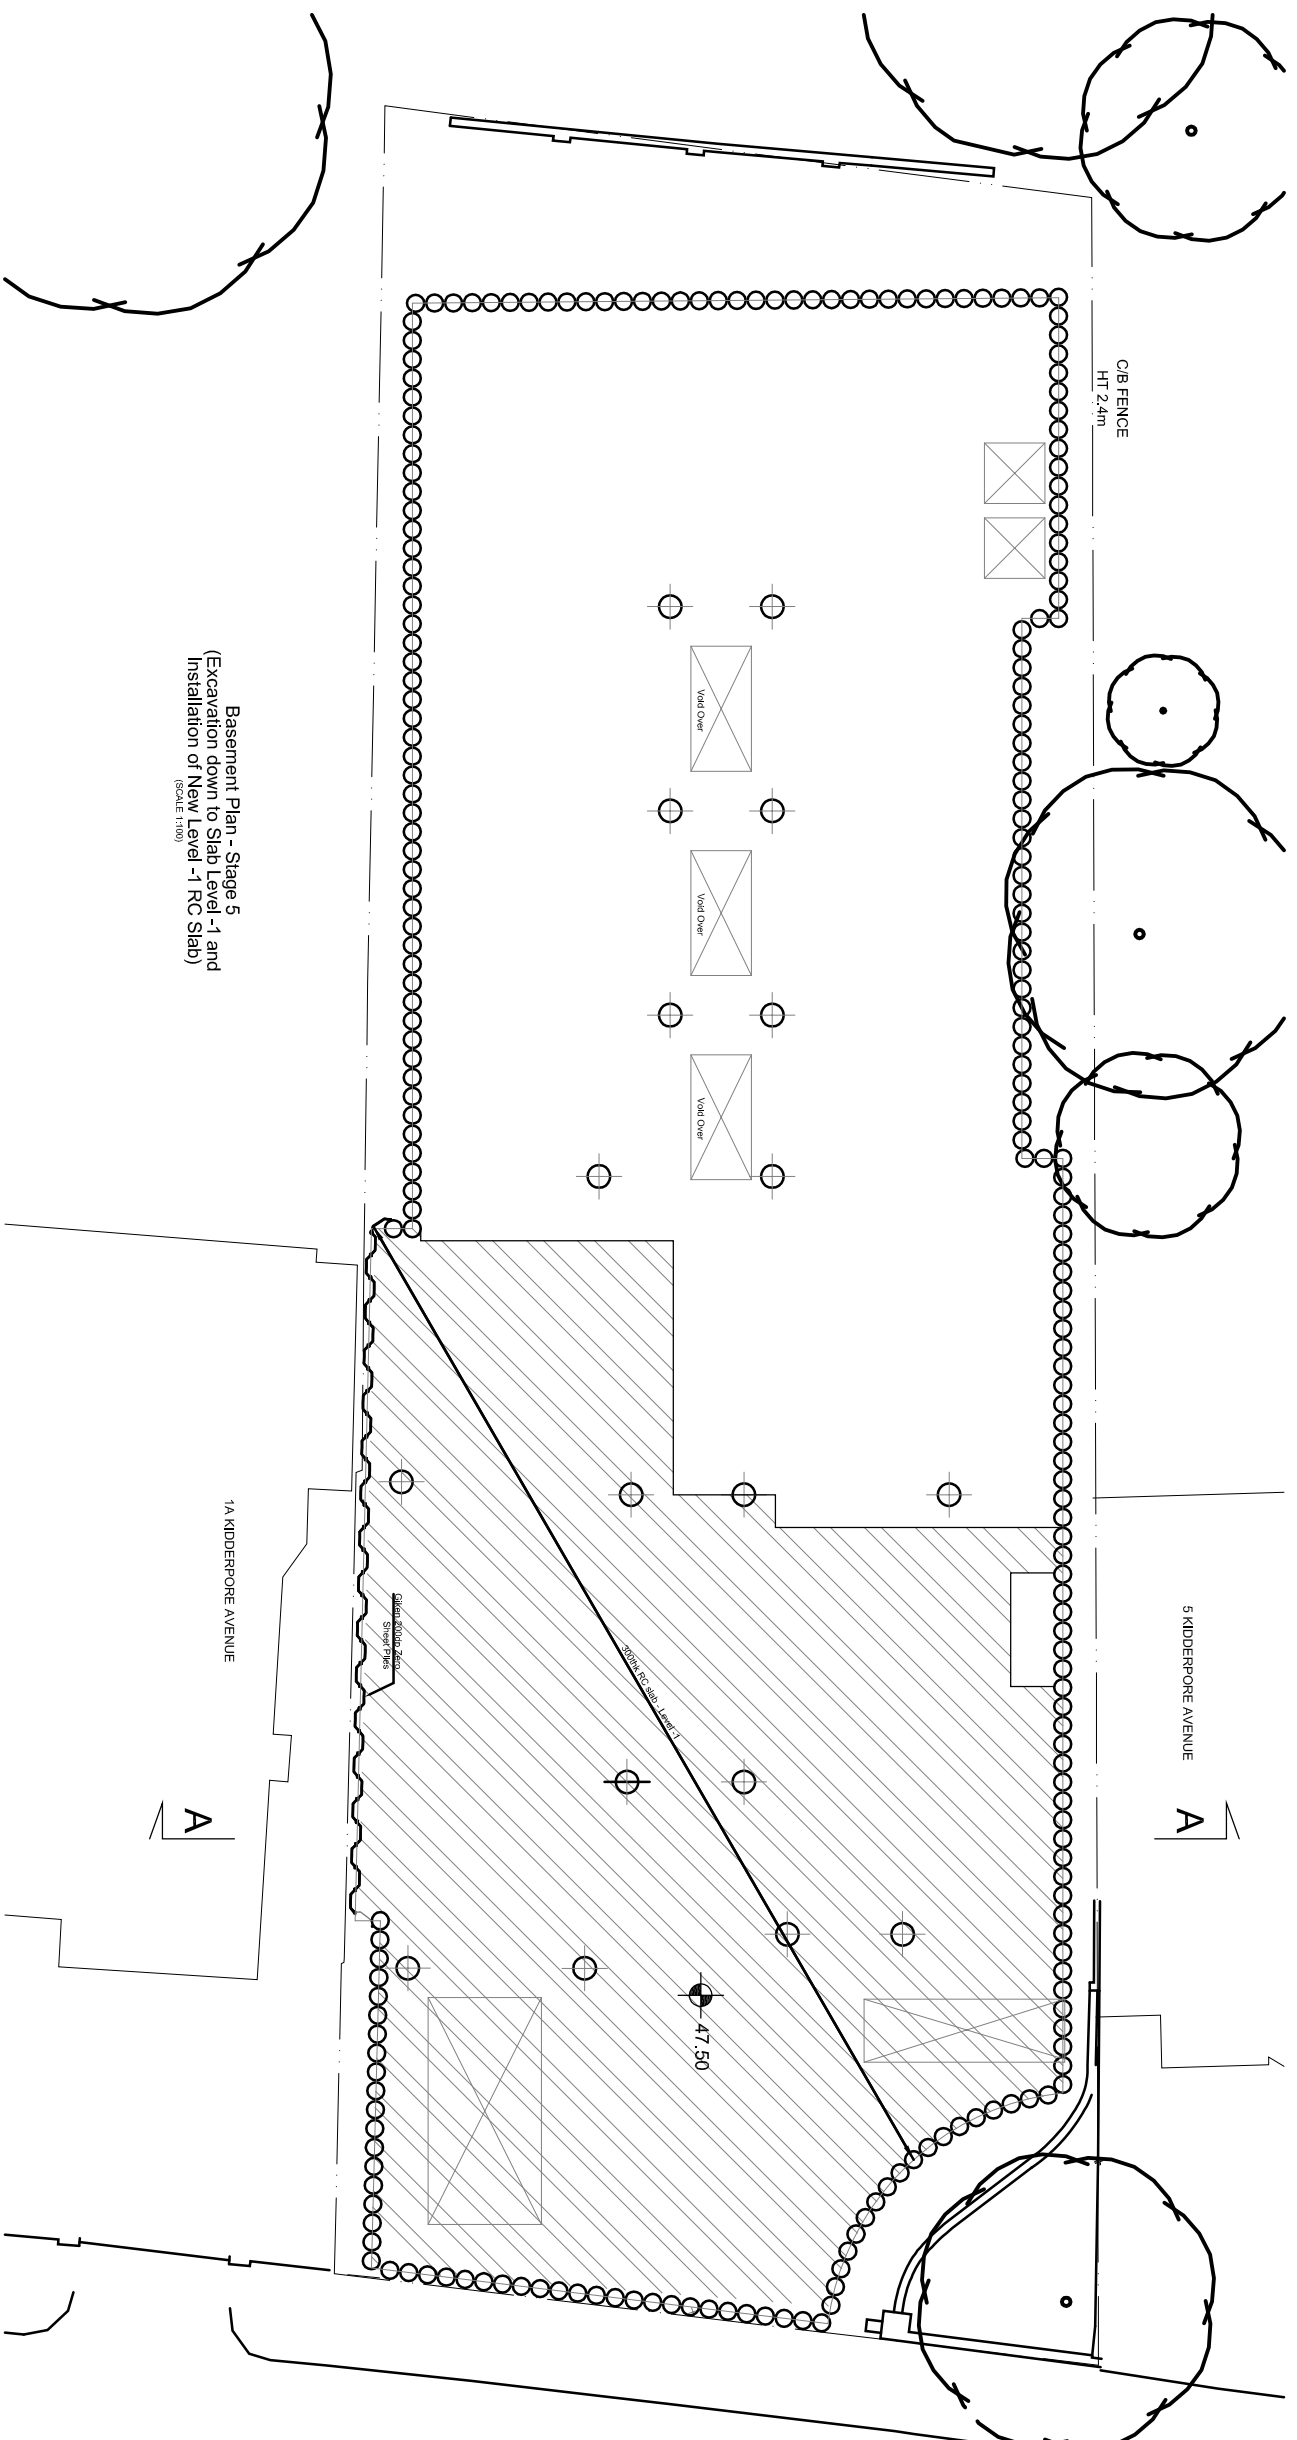 C/B FENCE
HT 2.4m
Basement Plan - Stage 5
(Excavation down to Slab Level -1 and
Installation of New Level -1 RC Slab)
(SCALE 1:100)
Void Over
Void Over
Void Over
1A KIDDERPORE AVENUE
Giken 200dp Zero
Sheet Piles
300thk RC slab - Level -1
5 KIDDERPORE AVENUE
A
A
47.50